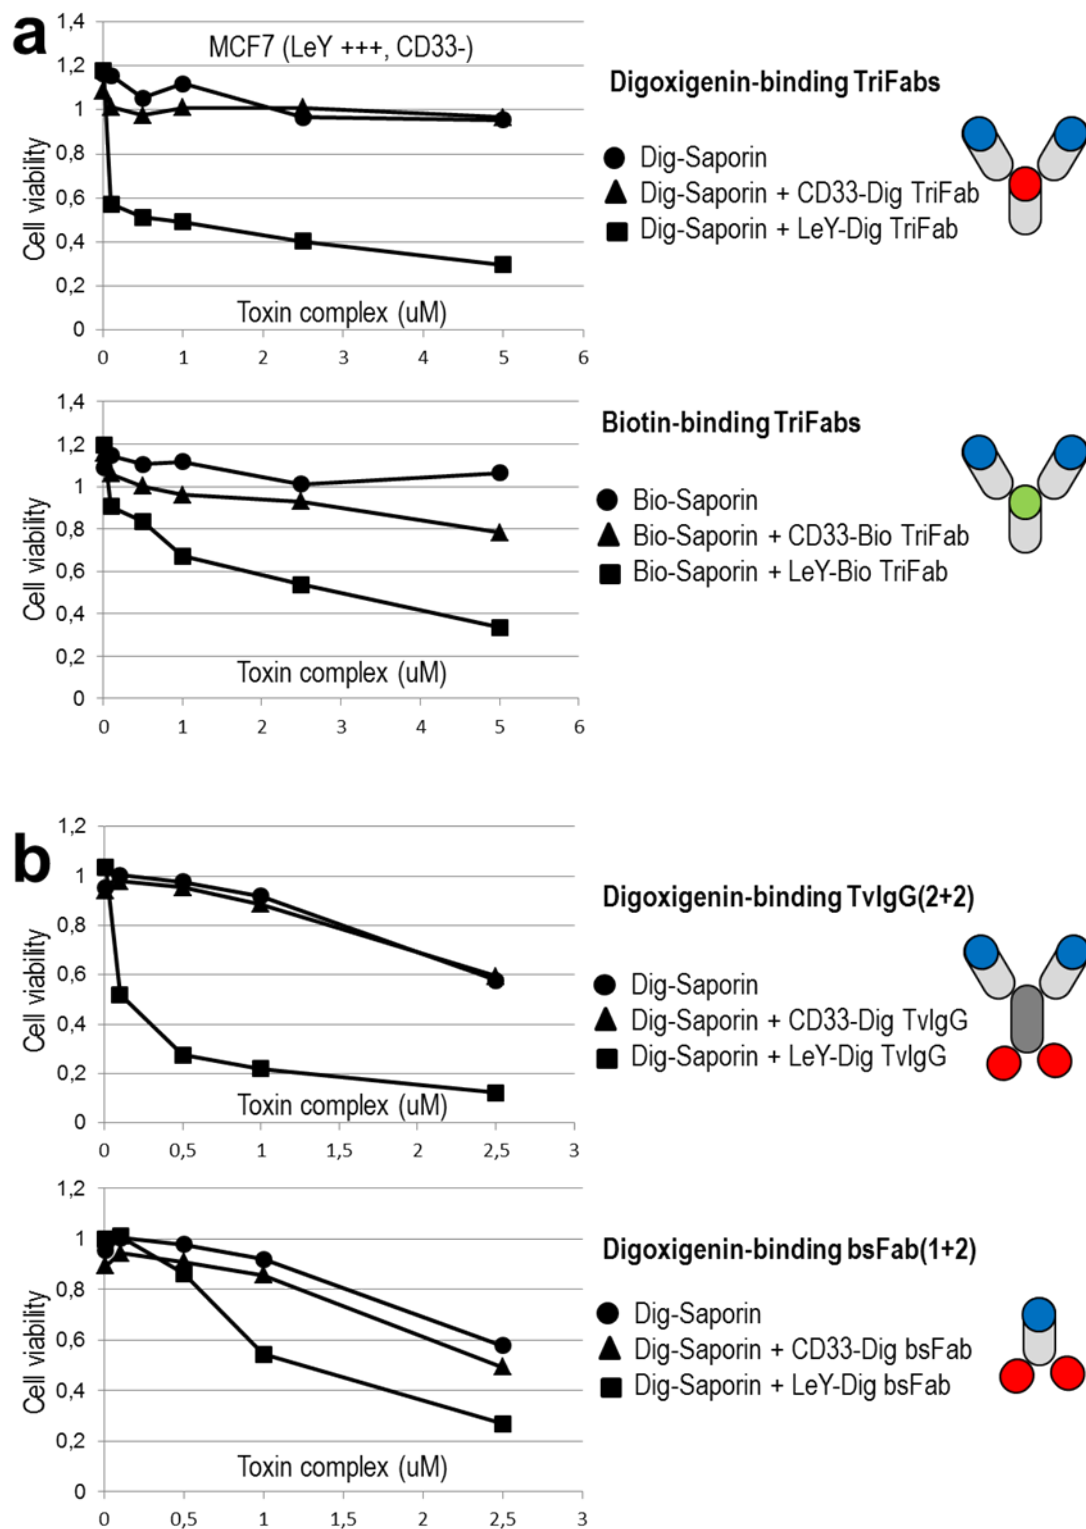 a
MCF7 (LeY +++, CD33-)
Cell viability
1,4
1,2
1
0,8
0,6
0,4
0,2
0
Toxin complex (uM)
0 1 2 3 4 5 6
Digoxigenin-binding TriFabs
Dig-Saporin
Dig-Saporin + CD33-Dig TriFab
Dig-Saporin + LeY-Dig TriFab
Cell viability
1,4
1,2
1
0,8
0,6
0,4
0,2
0
Toxin complex (uM)
0 1 2 3 4 5 6
Biotin-binding TriFabs
Bio-Saporin
Bio-Saporin + CD33-Bio TriFab
Bio-Saporin + LeY-Bio TriFab
b
Cell viability
1,2
1
0,8
0,6
0,4
0,2
0
Toxin complex (uM)
0 0,5 1 1,5 2 2,5 3
Digoxigenin-binding TvIgG(2+2)
Dig-Saporin
Dig-Saporin + CD33-Dig TvIgG
Dig-Saporin + LeY-Dig TvIgG
Cell viability
1,2
1
0,8
0,6
0,4
0,2
0
Toxin complex (uM)
0 0,5 1 1,5 2 2,5 3
Digoxigenin-binding bsFab(1+2)
Dig-Saporin
Dig-Saporin + CD33-Dig bsFab
Dig-Saporin + LeY-Dig bsFab